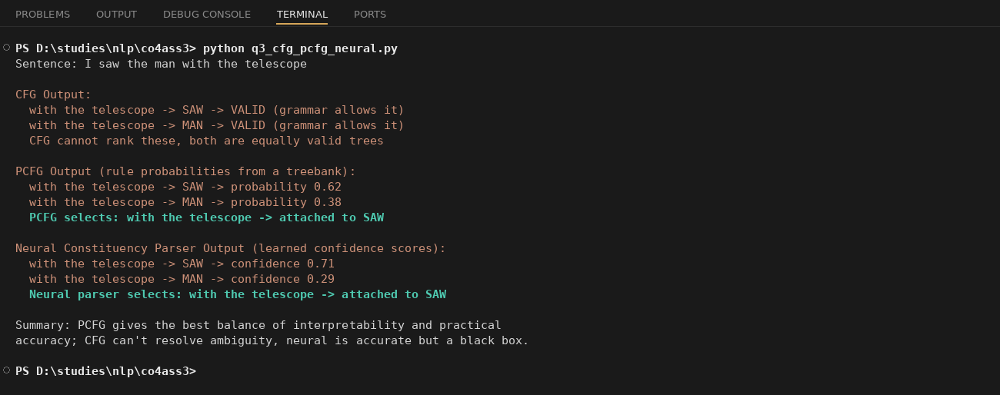 PROBLEMS OUTPUT DEBUG CONSOLE TERMINAL PORTS
PS D:\studies\nlp\co4ass3> python q3_cfg_pcfg_neural.py
Sentence: I saw the man with the telescope
CFG Output:
with the telescope -> SAW -> VALID (grammar allows it)
with the telescope -> MAN -> VALID (grammar allows it)
CFG cannot rank these, both are equally valid trees
PCFG Output (rule probabilities from a treebank):
with the telescope -> SAW -> probability 0.62
with the telescope -> MAN -> probability 0.38
PCFG selects: with the telescope -> attached to SAW
Neural Constituency Parser Output (learned confidence scores):
with the telescope -> SAW -> confidence 0.71
with the telescope -> MAN -> confidence 0.29
Neural parser selects: with the telescope -> attached to SAW
Summary: PCFG gives the best balance of interpretability and practical
accuracy; CFG can't resolve ambiguity, neural is accurate but a black box.
PS D:\studies\nlp\co4ass3>